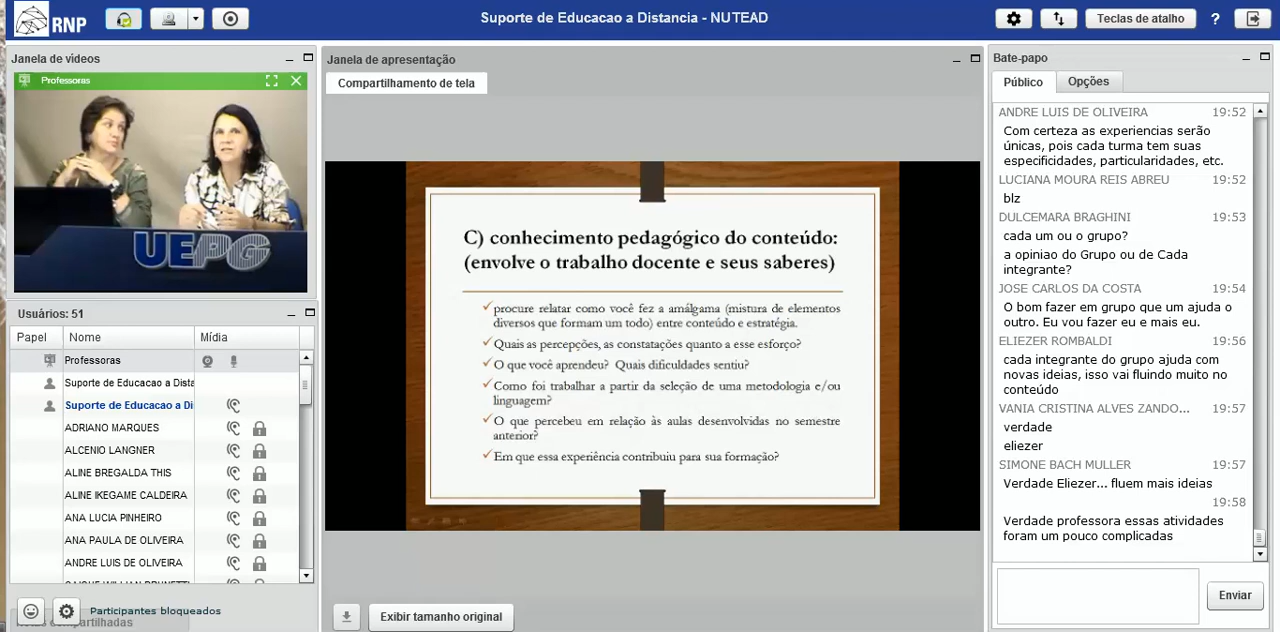 RNP
Suporte de Educacao a Distancia - NUTEAD
Teclas de atalho
?
Janela de vídeos
Professoras
UEPG
Usuários: 51
Papel Nome Mídia
Professoras
Suporte de Educacao a Dista
Suporte de Educacao a Di
ADRIANO MARQUES
ALCENIO LANGNER
ALINE BREGALDA THIS
ALINE IKEGAME CALDEIRA
ANA LUCIA PINHEIRO
ANA PAULA DE OLIVEIRA
ANDRE LUIS DE OLIVEIRA
Participantes bloqueados
Notas compartilhadas
Janela de apresentação
Compartilhamento de tela
C) conhecimento pedagógico do conteúdo:
(envolve o trabalho docente e seus saberes)
procure relatar como você fez a amálgama (mistura de elementos
diversos que formam um todo) entre conteúdo e estratégia.
Quais as percepções, as constatações quanto a esse esforço?
O que você aprendeu? Quais dificuldades sentiu?
Como foi trabalhar a partir da seleção de uma metodologia e/ou
linguagem?
O que percebeu em relação às aulas desenvolvidas no semestre
anterior?
Em que essa experiência contribuiu para sua formação?
Exibir tamanho original
Bate-papo
Público Opções
ANDRE LUIS DE OLIVEIRA 19:52
Com certeza as experiencias serão
únicas, pois cada turma tem suas
especificidades, particularidades, etc.
LUCIANA MOURA REIS ABREU 19:52
blz
DULCEMARA BRAGHINI 19:53
cada um ou o grupo?
a opiniao do Grupo ou de Cada
integrante?
JOSE CARLOS DA COSTA 19:54
O bom fazer em grupo que um ajuda o
outro. Eu vou fazer eu e mais eu.
ELIEZER ROMBALDI 19:56
cada integrante do grupo ajuda com
novas ideias, isso vai fluindo muito no
conteúdo
VANIA CRISTINA ALVES ZANDO... 19:57
verdade
eliezer
SIMONE BACH MULLER 19:57
Verdade Eliezer... fluem mais ideias
19:58
Verdade professora essas atividades
foram um pouco complicadas
Enviar